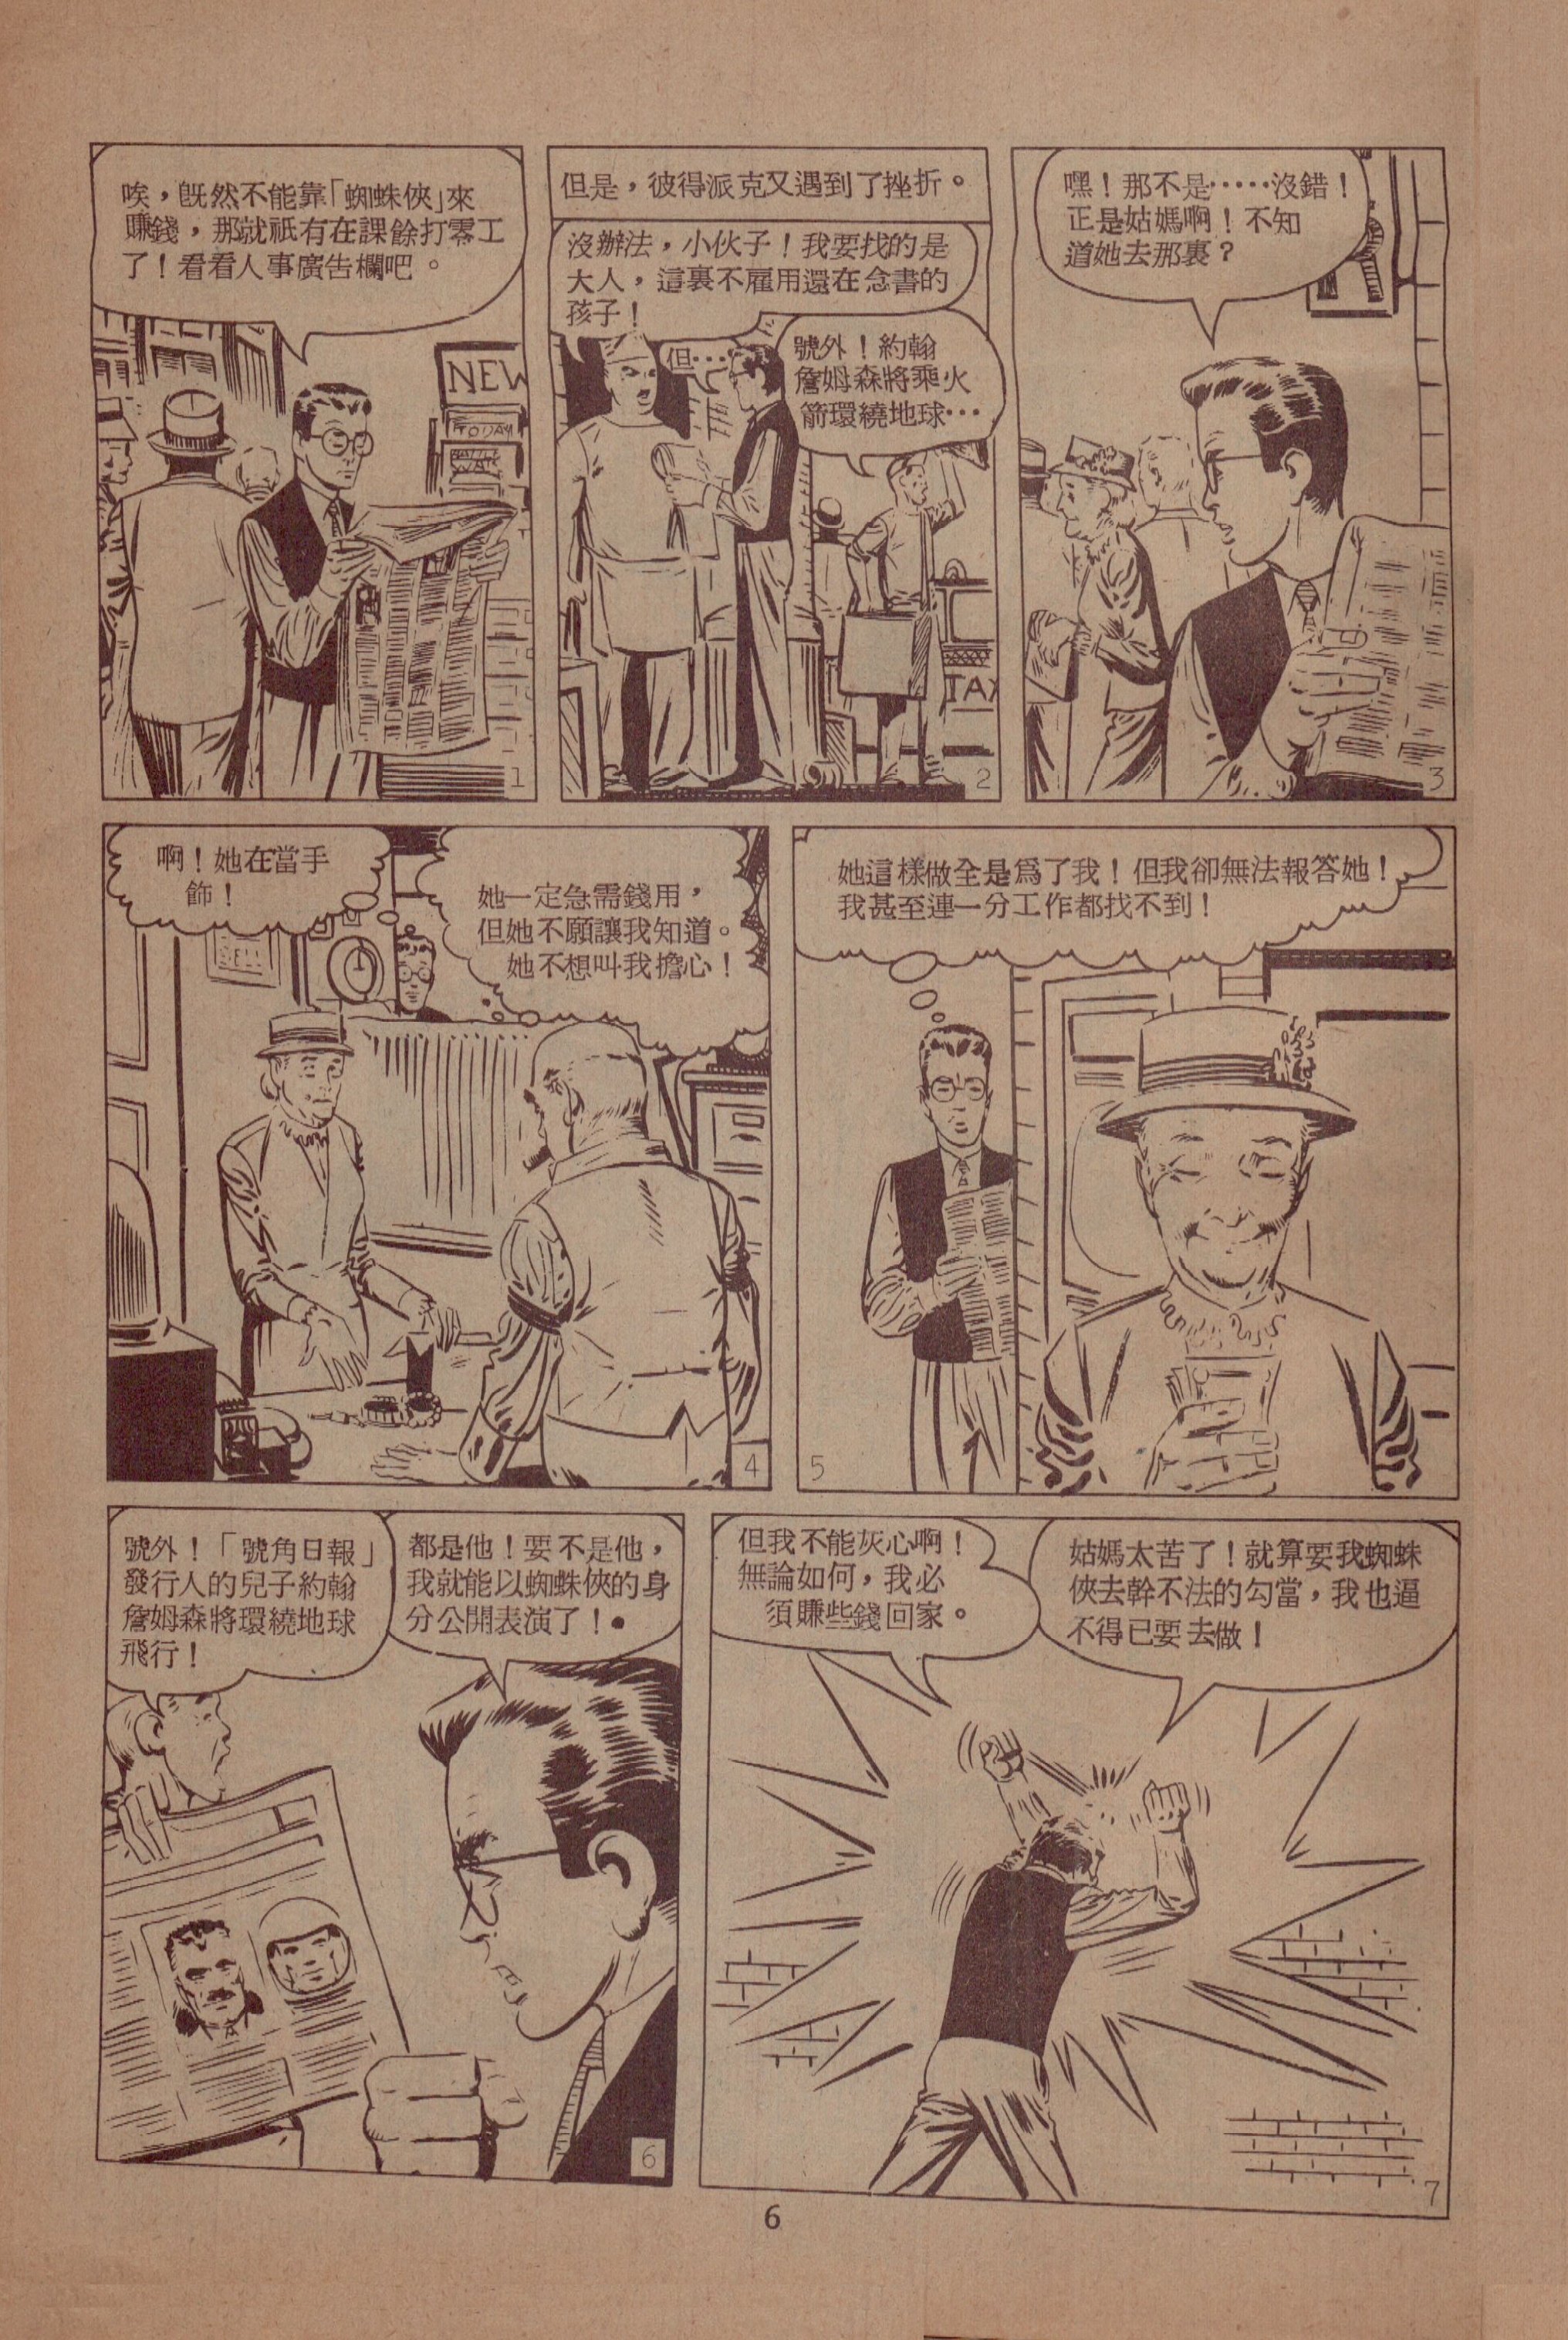 唉，既然不能靠「蜘蛛俠」來
賺錢，那就祇有在課餘打零工
了！看看人事廣告欄吧。
NEW
TODAY
1
但是，彼得派克又遇到了挫折。
沒辦法，小伙子！我要找的是
大人，這裏不雇用還在念書的
孩子！
但…
號外！約翰
詹姆森將乘火
箭環繞地球…
TAX
2
嘿！那不是……沒錯！
正是姑媽啊！不知
道她去那裏？
3
啊！她在當手
飾！
她一定急需錢用，
但她不願讓我知道。
她不想叫我擔心！
4
她這樣做全是爲了我！但我卻無法報答她！
我甚至連一分工作都找不到！
5
號外！「號角日報」
發行人的兒子約翰
詹姆森將環繞地球
飛行！
都是他！要不是他，
我就能以蜘蛛俠的身
分公開表演了！
6
但我不能灰心啊！
無論如何，我必
須賺些錢回家。
姑媽太苦了！就算要我蜘蛛
俠去幹不法的勾當，我也逼
不得已要去做！
7
6